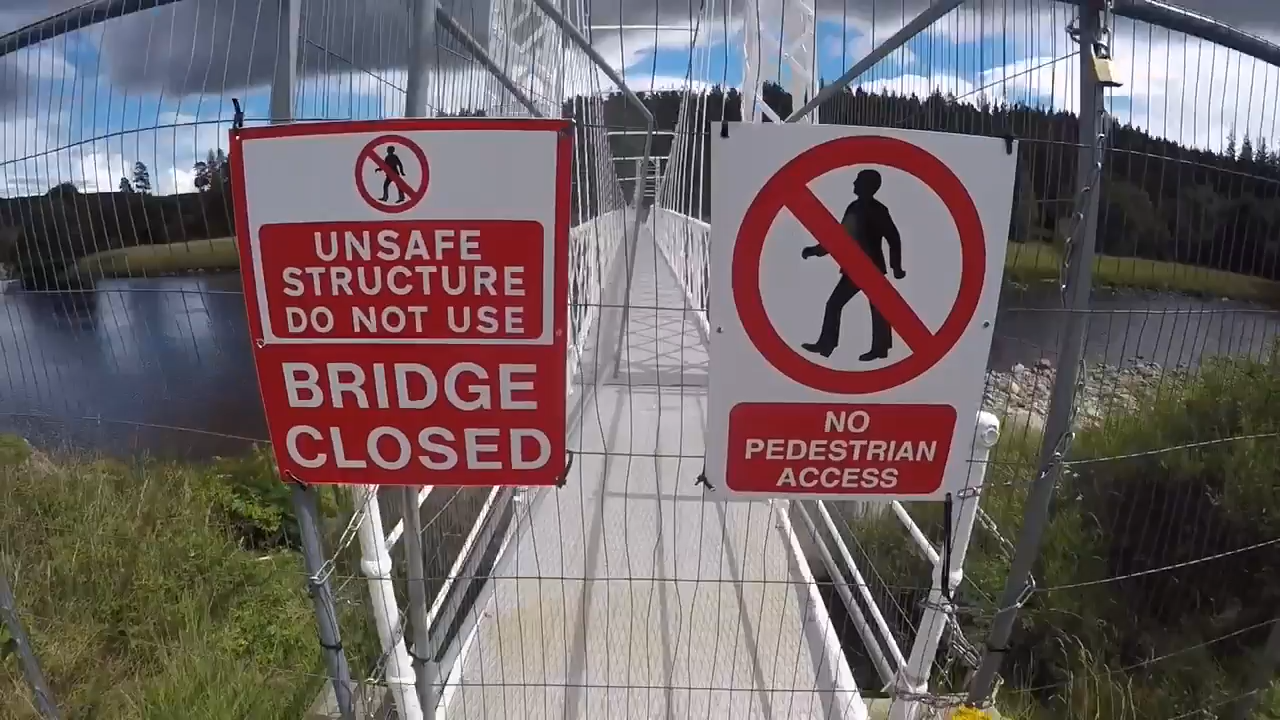 UNSAFE
STRUCTURE
DO NOT USE
BRIDGE
CLOSED
NO
PEDESTRIAN
ACCESS